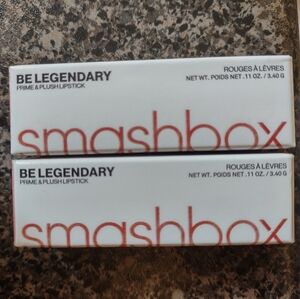 BE LEGENDARY
PRIME & PLUSH LIPSTICK
ROUGES À LÈVRES
NET WT. POIDS NET .11 OZ. / 3.40 G
smashbox
BE LEGENDARY
PRIME & PLUSH LIPSTICK
ROUGES À LÈVRES
NET WT. POIDS NET .11 OZ. / 3.40 G
smashbox